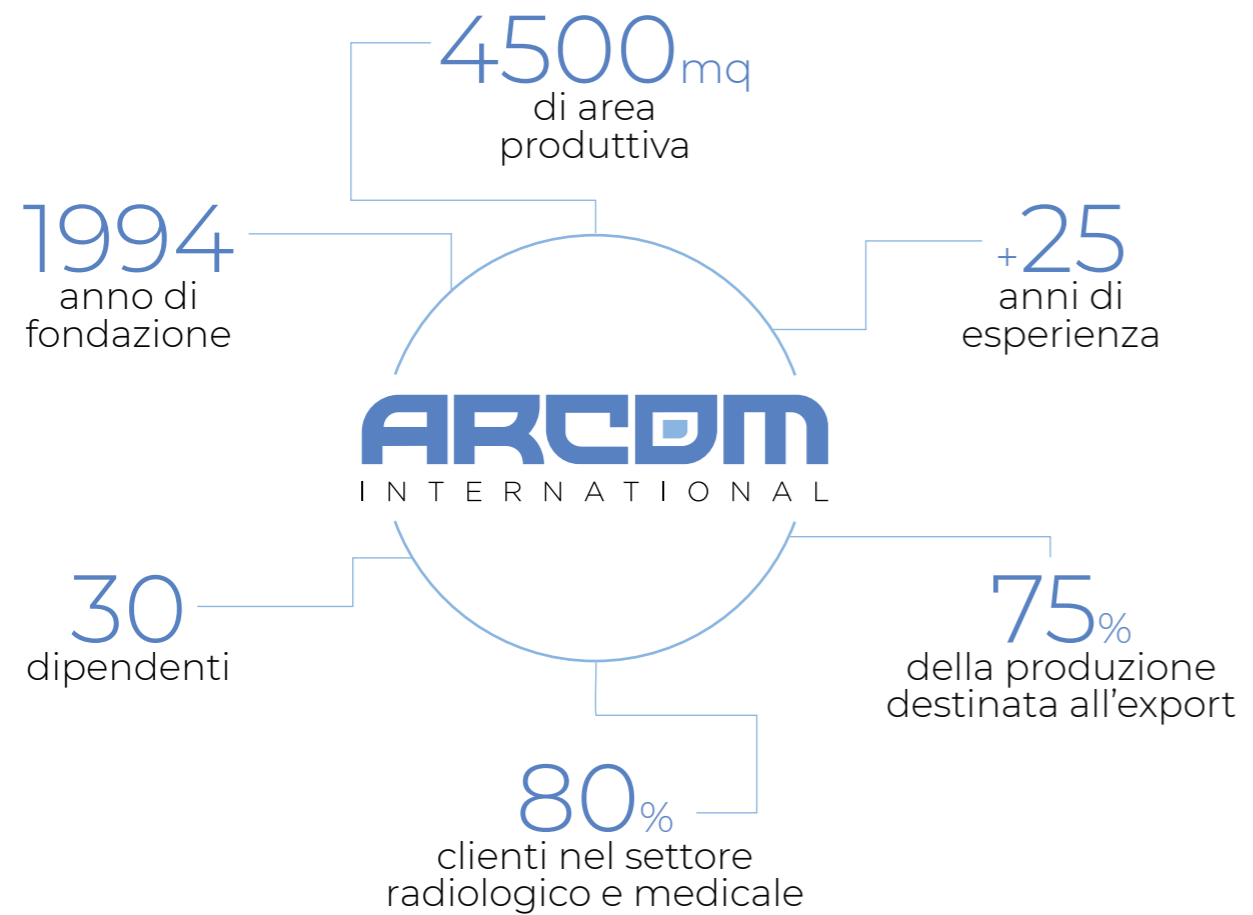 4500mq
di area
produttiva
1994
anno di
fondazione
+25
anni di
esperienza
ARCOM
INTERNATIONAL
30
dipendenti
75%
della produzione
destinata all’export
80%
clienti nel settore
radiologico e medicale